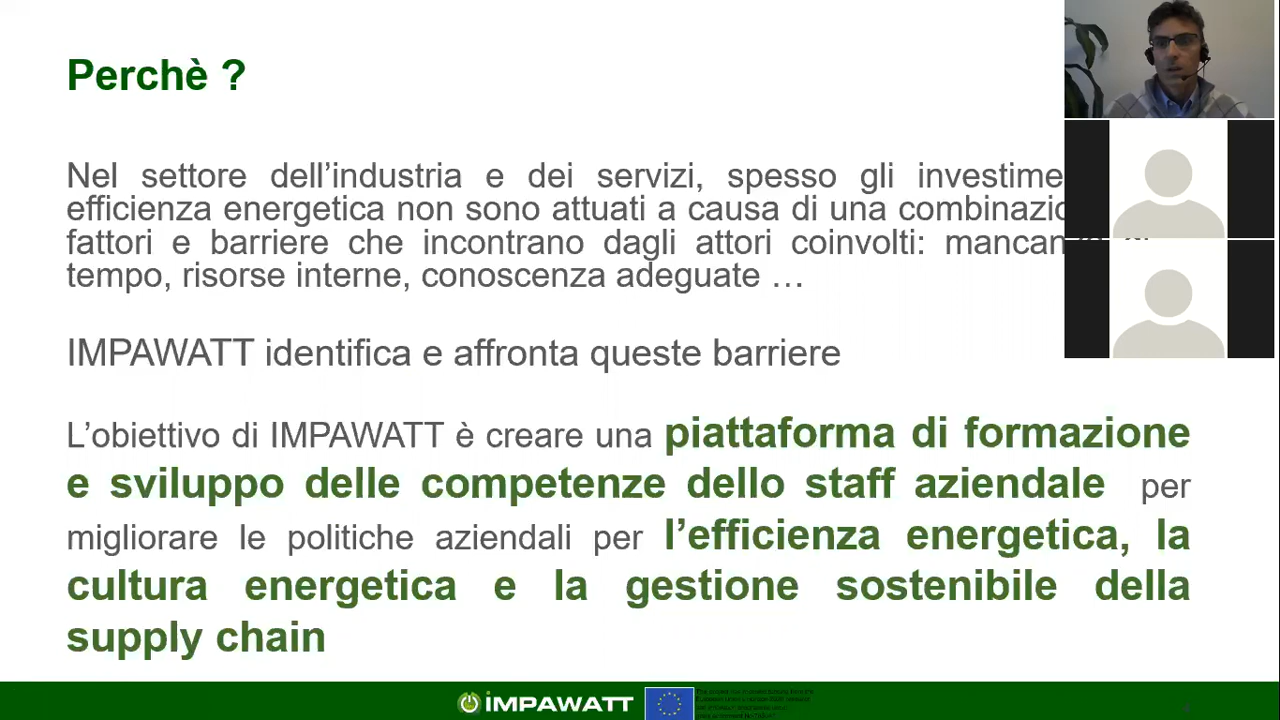 Perchè ?
Nel settore dell’industria e dei servizi, spesso gli investime
efficienza energetica non sono attuati a causa di una combinazio
fattori e barriere che incontrano dagli attori coinvolti: mancan
tempo, risorse interne, conoscenza adeguate …
IMPAWATT identifica e affronta queste barriere
L’obiettivo di IMPAWATT è creare una piattaforma di formazione
e sviluppo delle competenze dello staff aziendale per
migliorare le politiche aziendali per l’efficienza energetica, la
cultura energetica e la gestione sostenibile della
supply chain
iMPAWATT